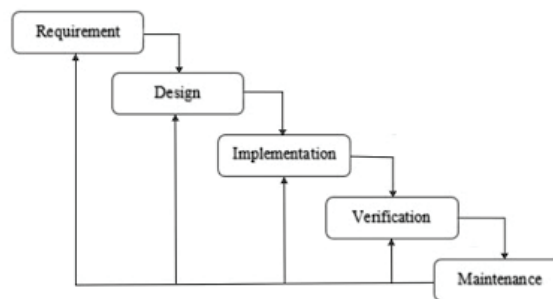 Requirement
Design
Implementation
Verification
Maintenance